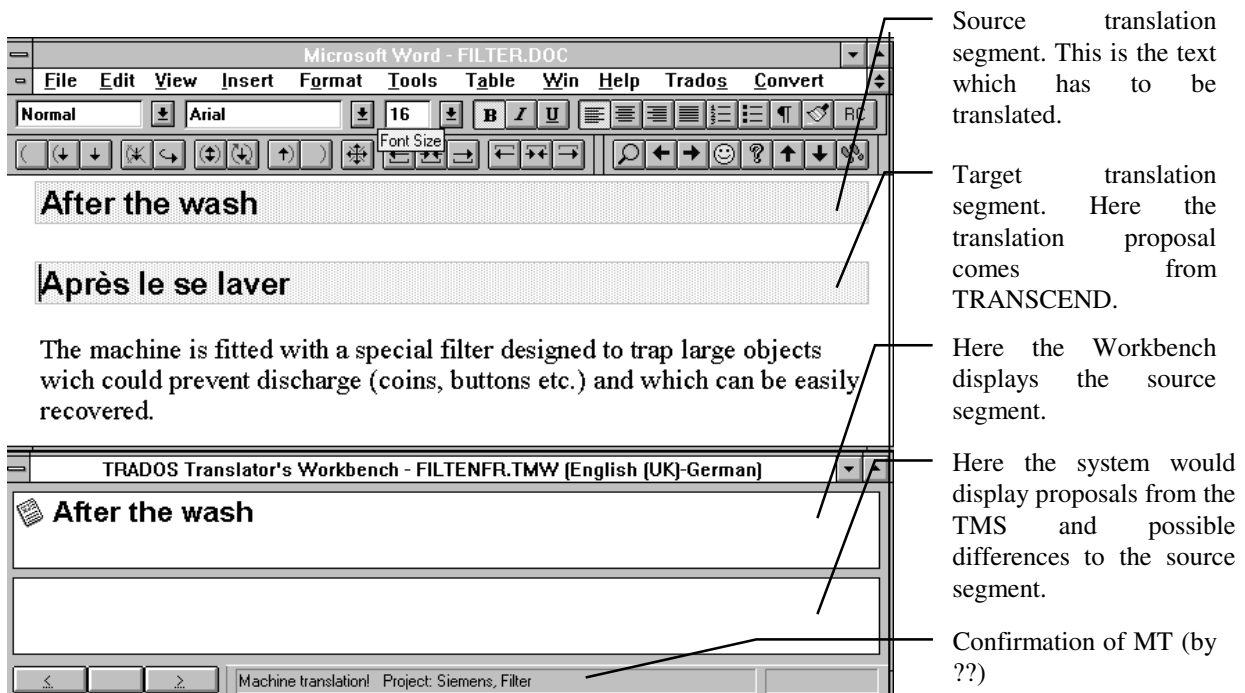 Microsoft Word - FILTER.DOC
File Edit View Insert Format Tools Table Win Help Trados Convert
Normal Arial 16 B I U RC
Font Size
After the wash
Après le se laver
The machine is fitted with a special filter designed to trap large objects
wich could prevent discharge (coins, buttons etc.) and which can be easily
recovered.
TRADOS Translator's Workbench - FILTENFR.TMW (English (UK)-German)
After the wash
< >
Machine translation! Project: Siemens, Filter
Source translation
segment. This is the text
which has to be
translated.
Target translation
segment. Here the
translation proposal
comes from
TRANSCEND.
Here the Workbench
displays the source
segment.
Here the system would
display proposals from the
TMS and possible
differences to the source
segment.
Confirmation of MT (by
??)